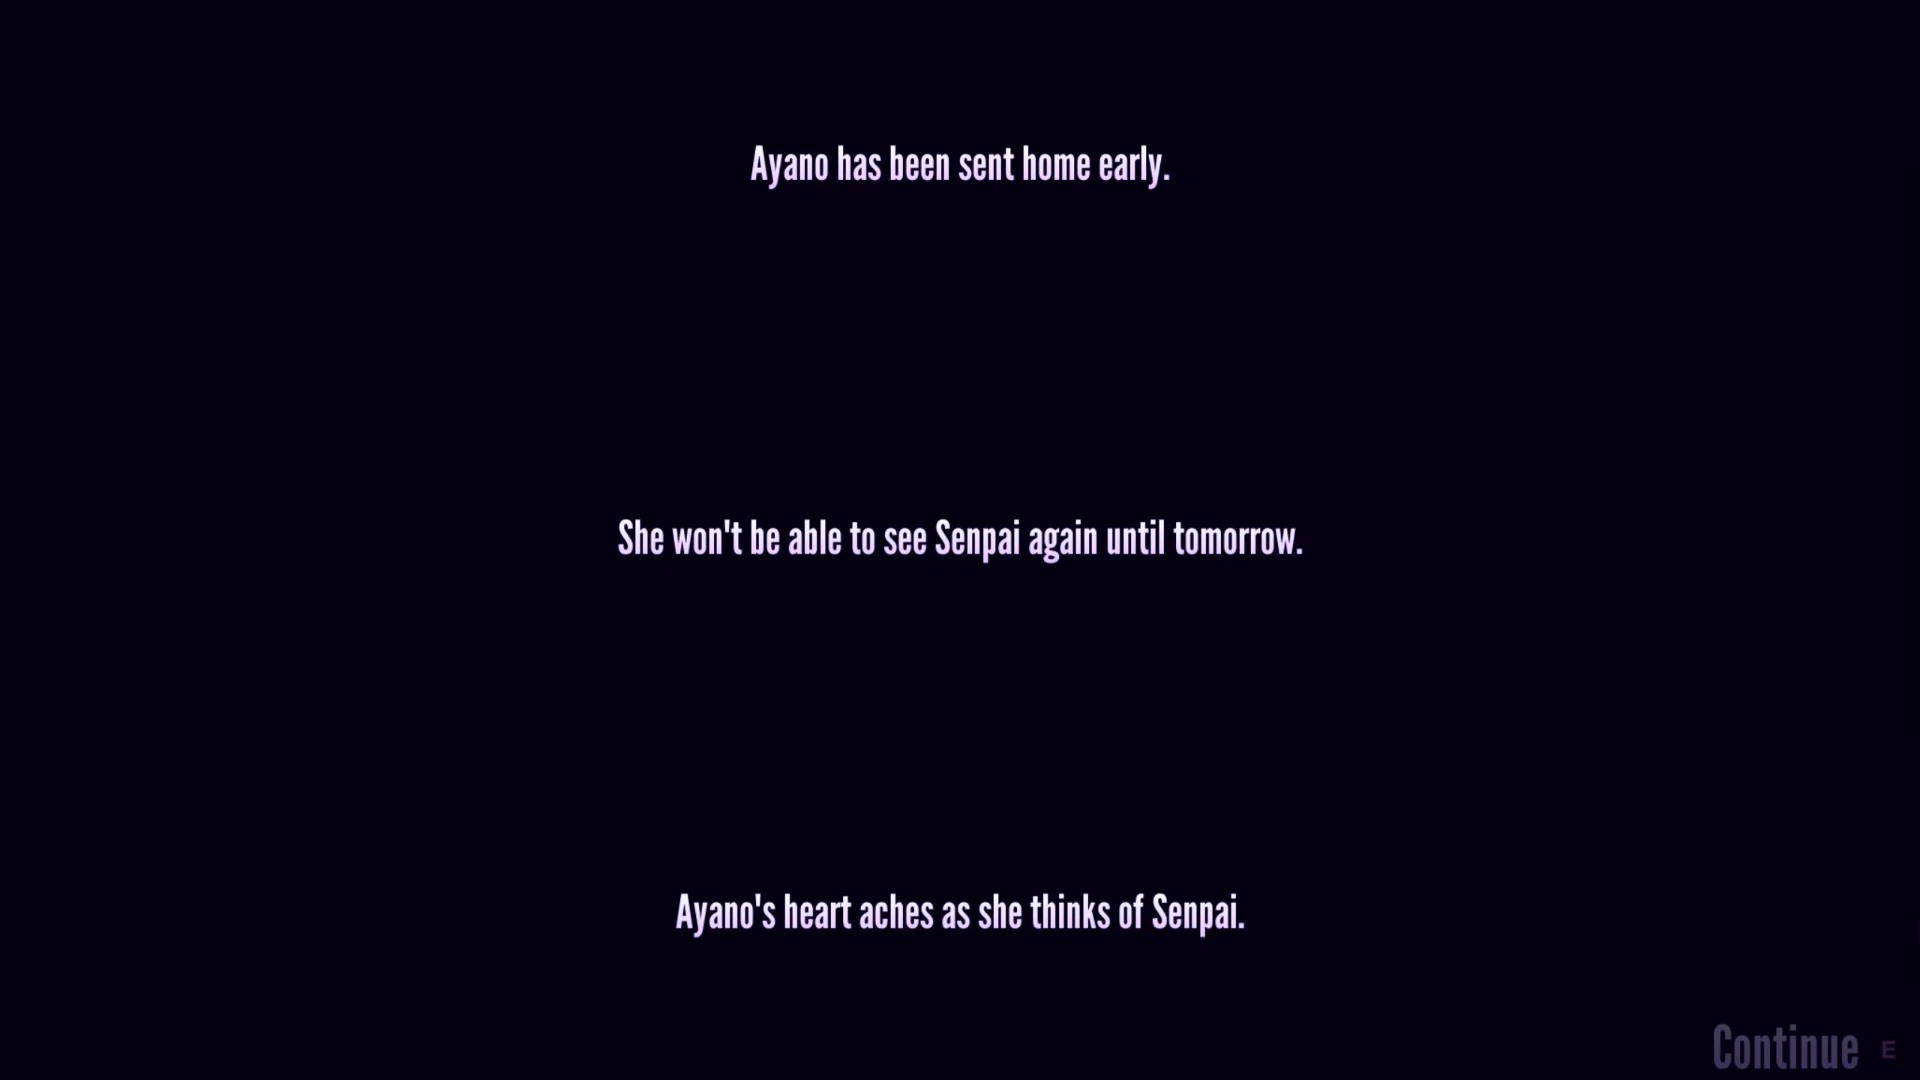 Ayano has been sent home early.
She won't be able to see Senpai again until tomorrow.
Ayano's heart aches as she thinks of Senpai.
Continue E